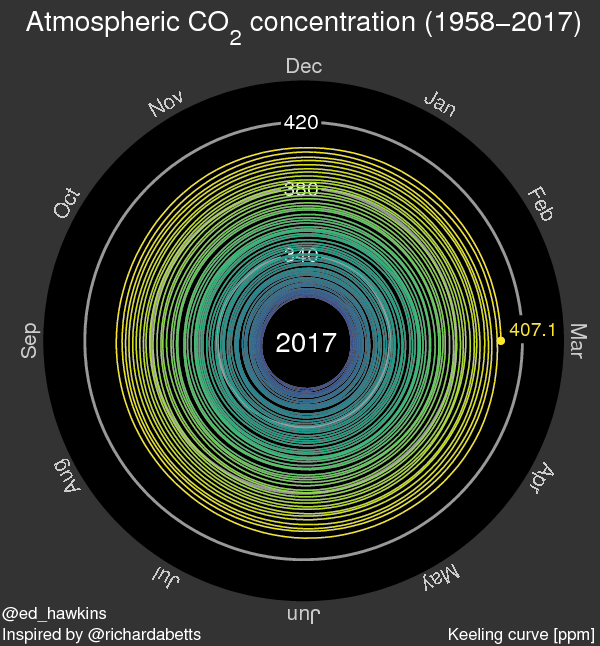 Atmospheric CO2 concentration (1958–2017)
Dec
Nov
Jan
420
380
Oct
Feb
340
2017
407.1
Sep
Mar
Aug
Apr
Jul
May
Jun
@ed_hawkins
Inspired by @richardabetts
Keeling curve [ppm]